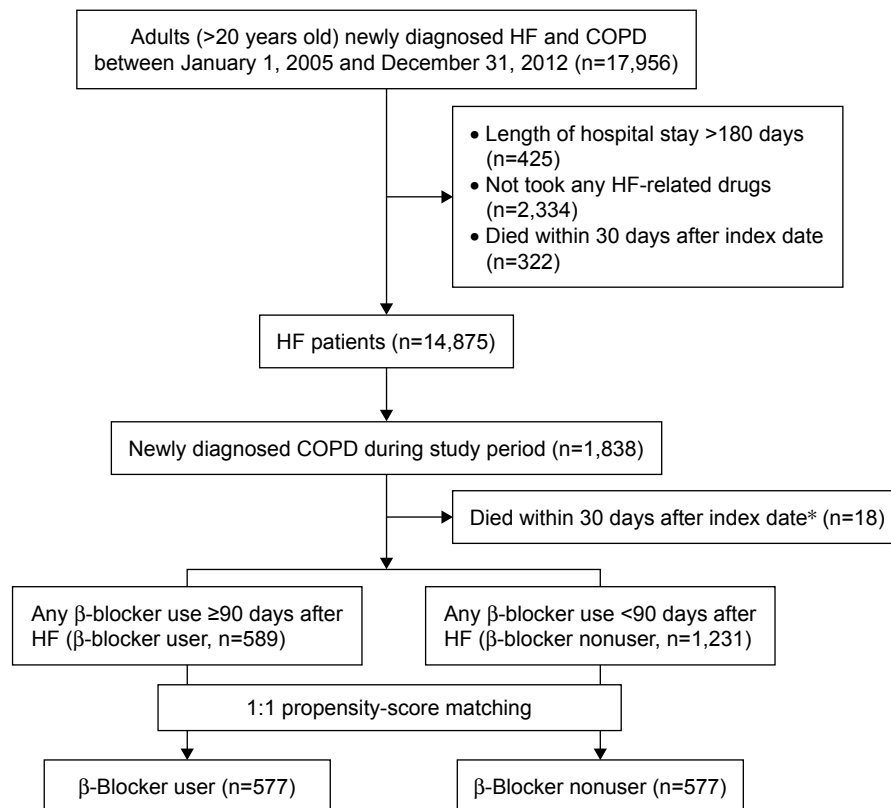 Adults (>20 years old) newly diagnosed HF and COPD
between January 1, 2005 and December 31, 2012 (n=17,956)
• Length of hospital stay >180 days
(n=425)
• Not took any HF-related drugs
(n=2,334)
• Died within 30 days after index date
(n=322)
HF patients (n=14,875)
Newly diagnosed COPD during study period (n=1,838)
Died within 30 days after index date* (n=18)
Any β-blocker use ≥90 days after
HF (β-blocker user, n=589)
Any β-blocker use <90 days after
HF (β-blocker nonuser, n=1,231)
1:1 propensity-score matching
β-Blocker user (n=577)
β-Blocker nonuser (n=577)